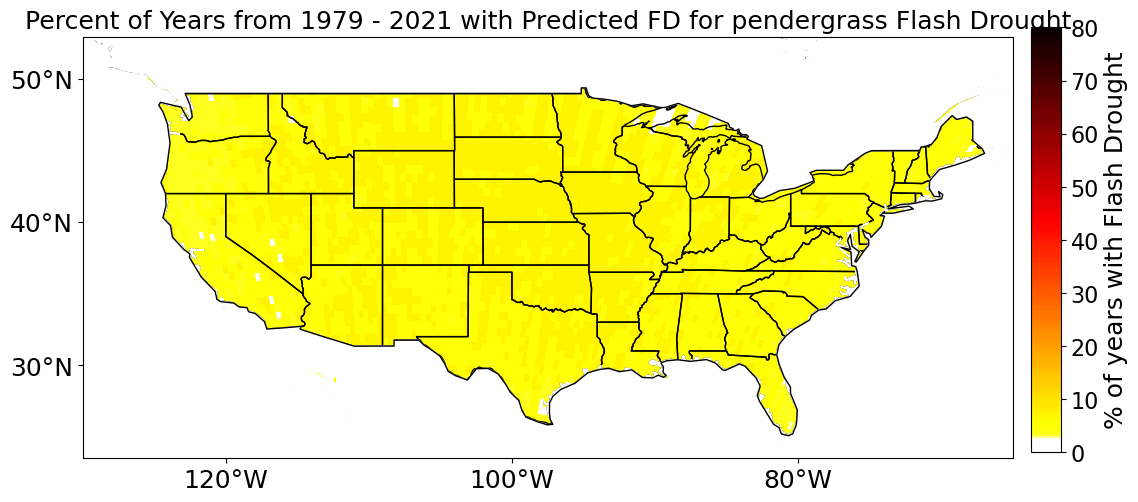 Percent of Years from 1979 - 2021 with Predicted FD for pendergrass Flash Drought
50°N
40°N
30°N
120°W
100°W
80°W
80
70
60
50
40
30
20
10
0
% of years with Flash Drought